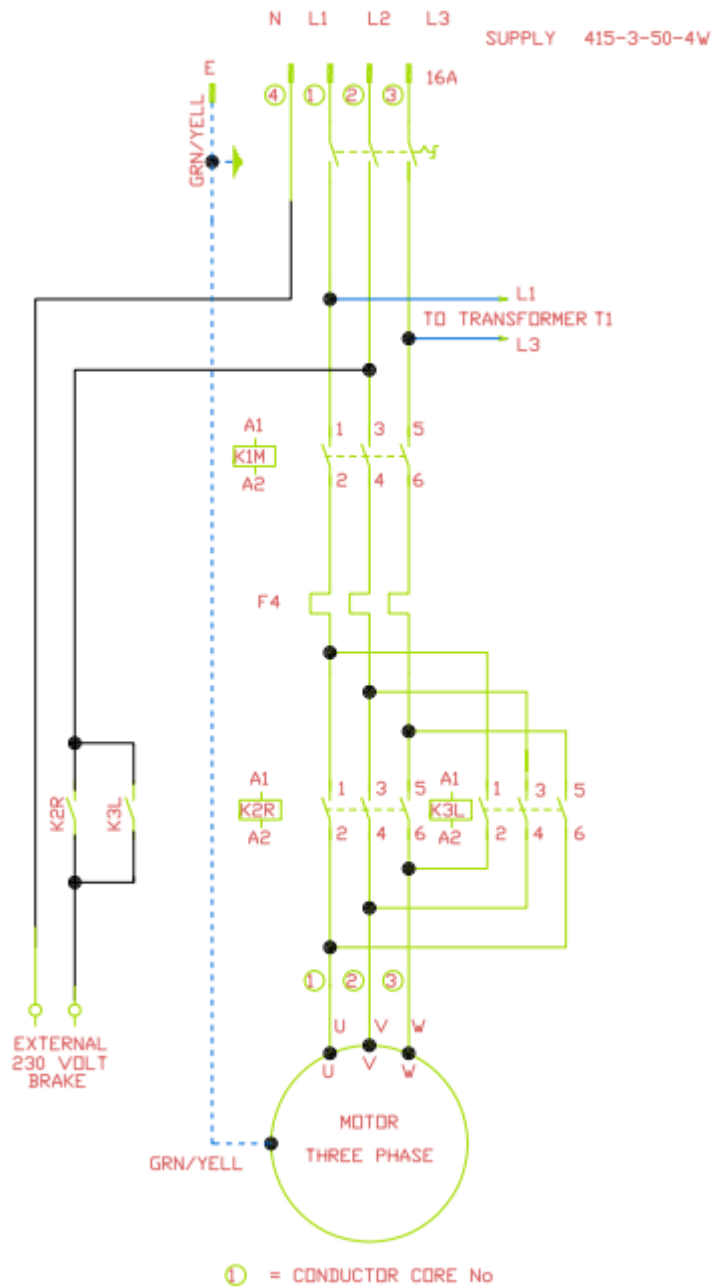 N L1 L2 L3
SUPPLY 415-3-50-4W
E
16A
4 1 2 3
GRN/YELL
L1
TO TRANSFORMER T1
L3
A1 1 3 5
K1M
A2 2 4 6
F4
A1 1 3 5 A1 1 3 5
K2R K3L K2R K3L
A2 2 4 6 A2 2 4 6
1 2 3
EXTERNAL
230 VOLT
BRAKE
U V W
U V W
MOTOR
THREE PHASE
GRN/YELL
1 = CONDUCTOR CORE No